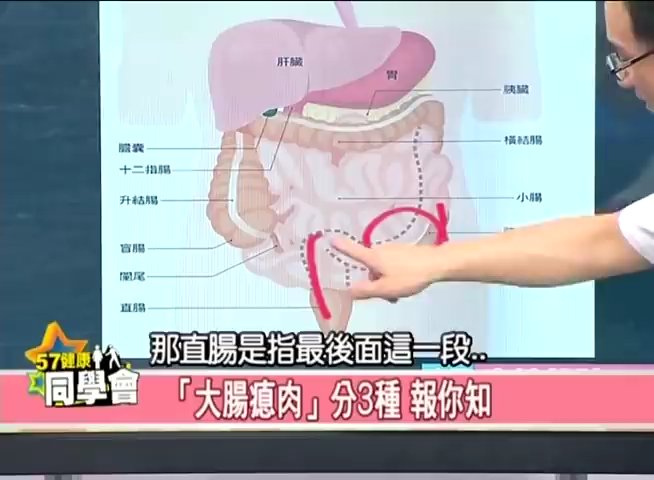 肝臟
胃
胰臟
膽囊
橫結腸
十二指腸
升結腸
小腸
盲腸
闌尾
直腸
那直腸是指最後面這一段..
57健康
同學會
「大腸瘜肉」分3種 報你知